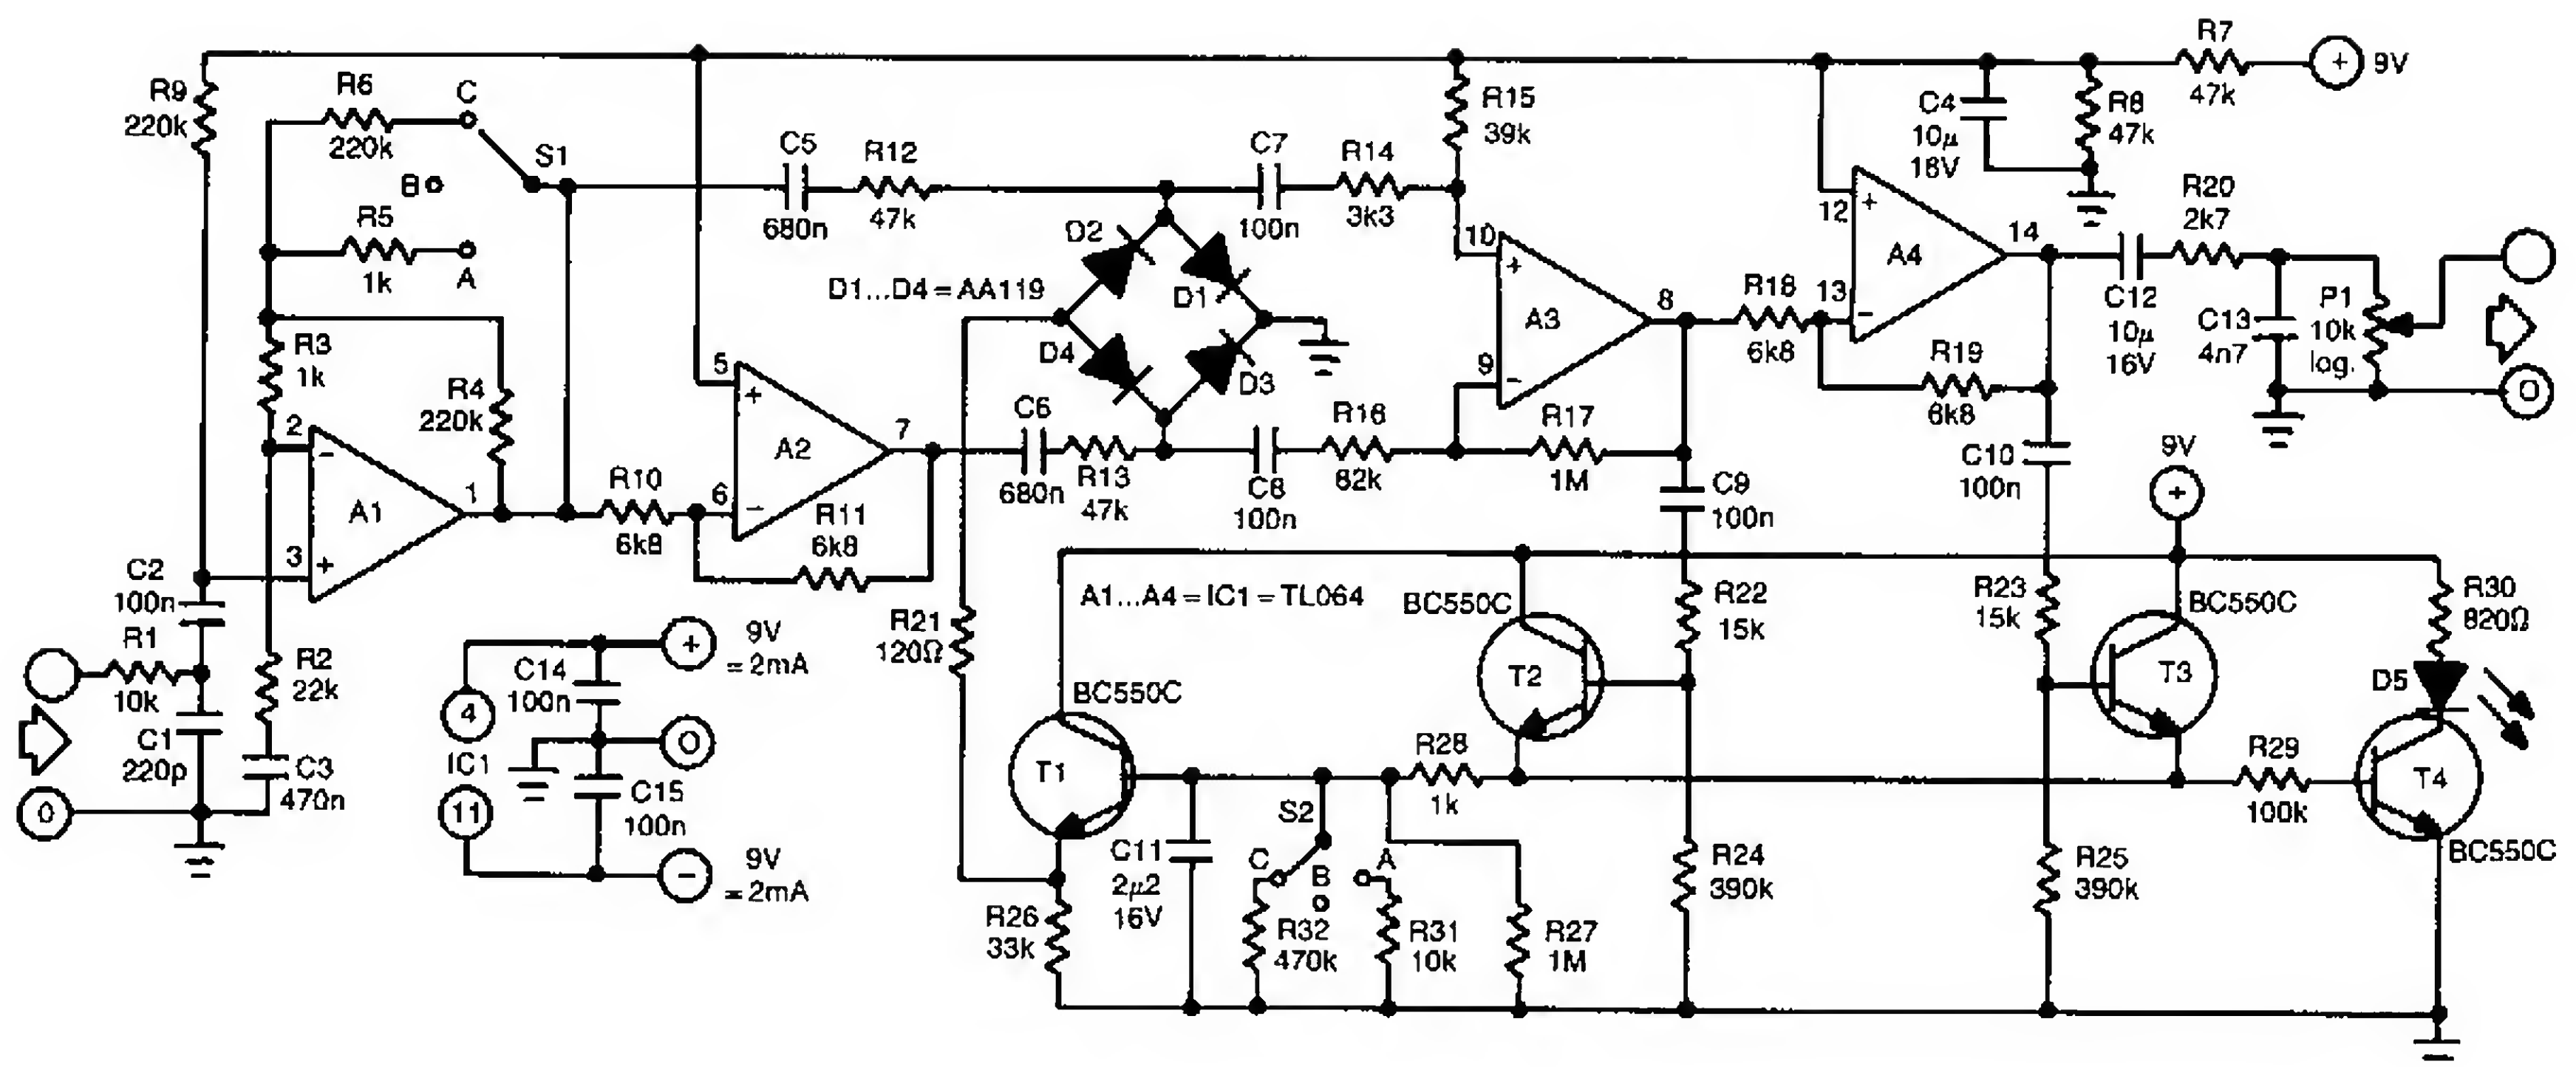 R7
+
9V
47k
R9
220k
R6
C
220k
S1
B
R5
A
1k
C5
680n
R12
47k
C7
100n
R14
3k3
R15
39k
C4
10µ
16V
R8
47k
12
+
A4
14
13
-
R20
2k7
C12
10µ
16V
C13
4n7
P1
10k
log.
O
D2
D1
D1...D4=AA119
D4
D3
10
+
A3
8
9
-
R18
6k8
R19
6k8
R3
1k
R4
220k
2
-
A1
1
3
+
5
+
A2
7
6
-
R10
6k8
R11
6k8
C6
680n
R13
47k
C8
100n
R16
82k
R17
1M
C9
100n
C10
100n
9V
+
C2
100n
R1
10k
C1
220p
0
R2
22k
C3
470n
C14
100n
+
9V
=2mA
4
IC1
11
O
C15
100n
-
9V
=2mA
R21
120Ω
A1...A4=IC1=TL064
BC550C
T2
R22
15k
R23
15k
BC550C
T3
R30
820Ω
D5
BC550C
T1
R28
1k
R29
100k
T4
BC550C
S2
C
B
A
C11
2µ2
16V
R26
33k
R32
470k
R31
10k
R27
1M
R24
390k
R25
390k